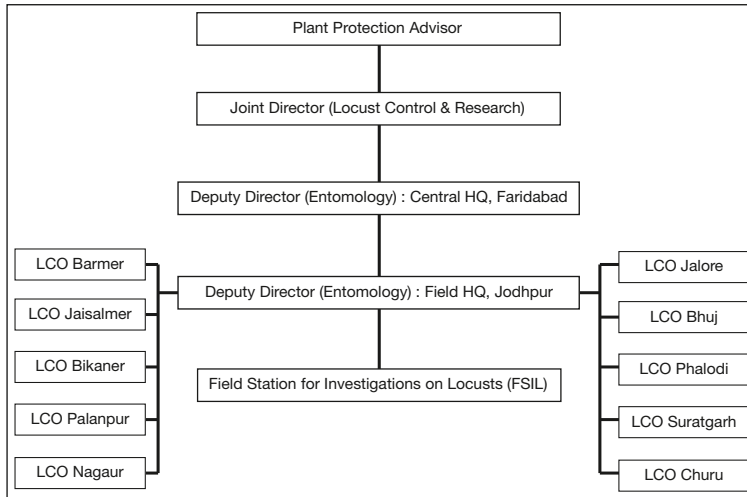 Plant Protection Advisor
Joint Director (Locust Control & Research)
Deputy Director (Entomology) : Central HQ, Faridabad
Deputy Director (Entomology) : Field HQ, Jodhpur
Field Station for Investigations on Locusts (FSIL)
LCO Barmer
LCO Jaisalmer
LCO Bikaner
LCO Palanpur
LCO Nagaur
LCO Jalore
LCO Bhuj
LCO Phalodi
LCO Suratgarh
LCO Churu